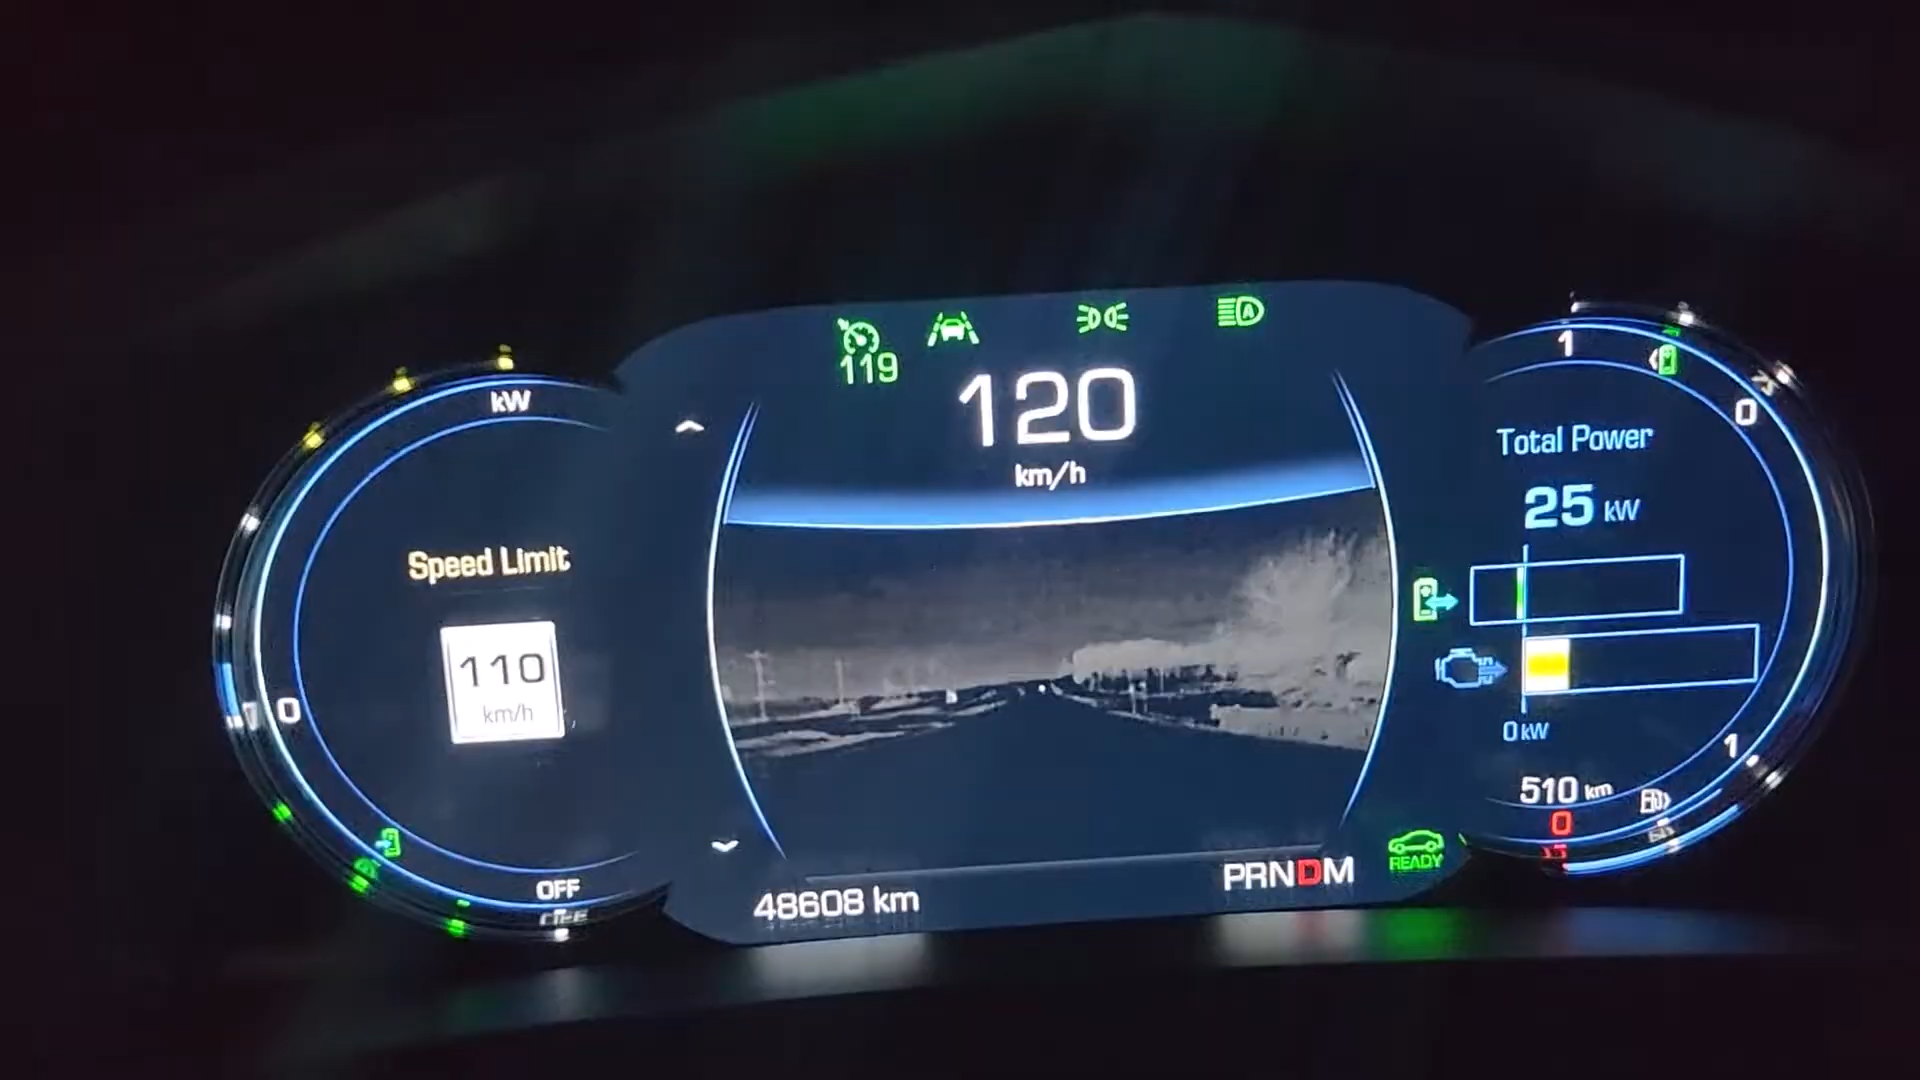 119
120
km/h
kW
Speed Limit
110
km/h
0
OFF
48608 km
PRNDM
READY
1
0
Total Power
25 kW
0 kW
1
510 km
0